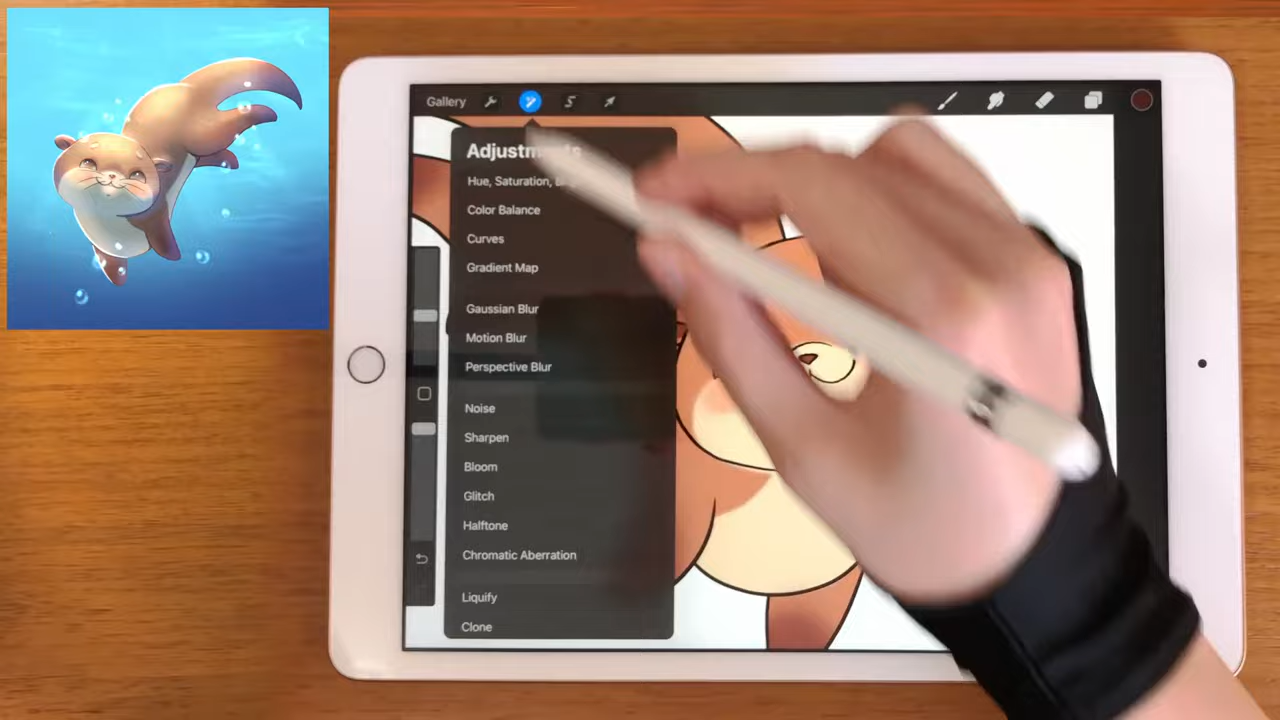 Gallery
Adjustments
Hue, Saturation,
Color Balance
Curves
Gradient Map
Gaussian Blur
Motion Blur
Perspective Blur
Noise
Sharpen
Bloom
Glitch
Halftone
Chromatic Aberration
Liquify
Clone